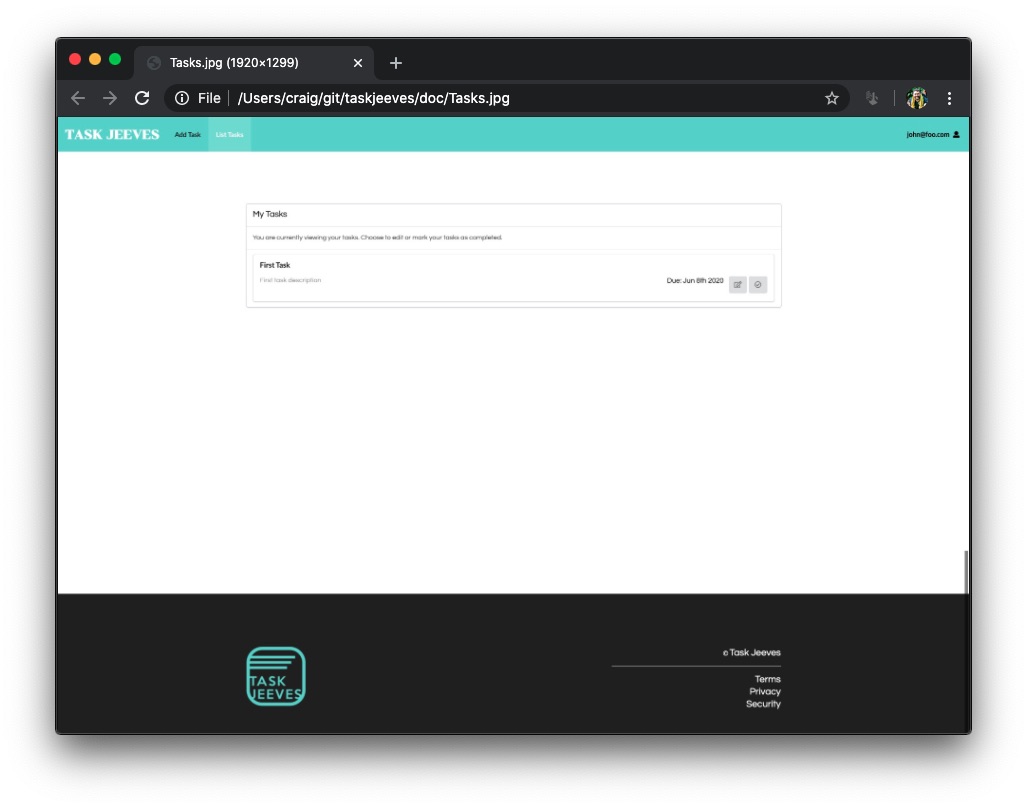 Tasks.jpg (1920×1299)
File /Users/craig/git/taskjeeves/doc/Tasks.jpg
TASK JEEVES Add Task List Tasks john@foo.com
My Tasks
You are currently viewing your tasks. Choose to edit or mark your tasks as completed.
First Task
First task description
Due: Jun 8th 2020
TASK
JEEVES
© Task Jeeves
Terms
Privacy
Security